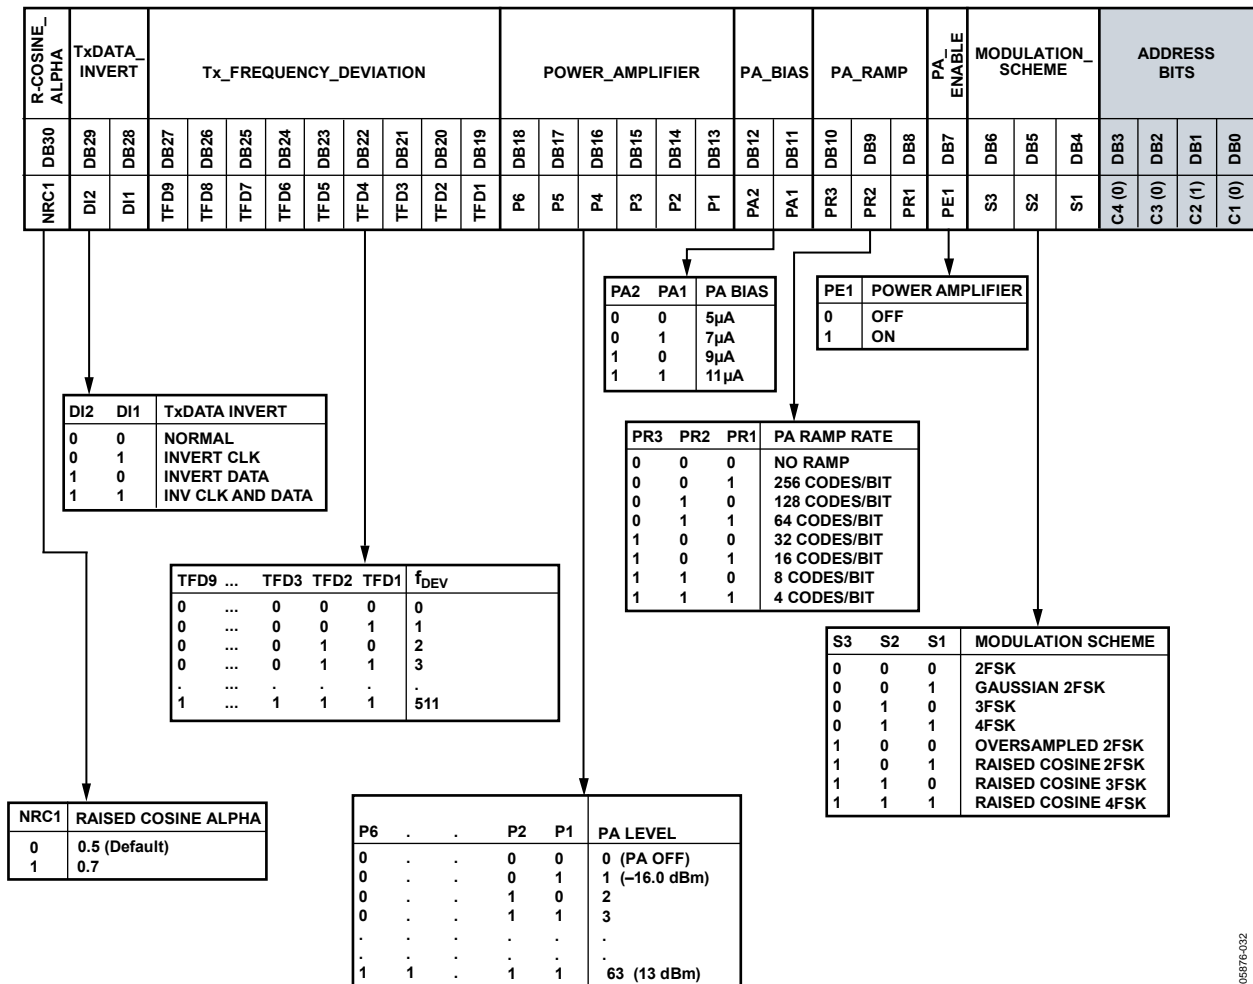 R-COSINE_
ALPHA
TxDATA_
INVERT
Tx_FREQUENCY_DEVIATION
POWER_AMPLIFIER
PA_BIAS
PA_RAMP
PA_
ENABLE
MODULATION_
SCHEME
ADDRESS
BITS
DB30 DB29 DB28 DB27 DB26 DB25 DB24 DB23 DB22 DB21 DB20 DB19 DB18 DB17 DB16 DB15 DB14 DB13 DB12 DB11 DB10 DB9 DB8 DB7 DB6 DB5 DB4 DB3 DB2 DB1 DB0
NRC1 DI2 DI1 TFD9 TFD8 TFD7 TFD6 TFD5 TFD4 TFD3 TFD2 TFD1 P6 P5 P4 P3 P2 P1 PA2 PA1 PR3 PR2 PR1 PE1 S3 S2 S1 C4 (0) C3 (0) C2 (1) C1 (0)
PA2 PA1 PA BIAS
0 0 5µA
0 1 7µA
1 0 9µA
1 1 11µA
PE1 POWER AMPLIFIER
0 OFF
1 ON
DI2 DI1 TxDATA INVERT
0 0 NORMAL
0 1 INVERT CLK
1 0 INVERT DATA
1 1 INV CLK AND DATA
PR3 PR2 PR1 PA RAMP RATE
0 0 0 NO RAMP
0 0 1 256 CODES/BIT
0 1 0 128 CODES/BIT
0 1 1 64 CODES/BIT
1 0 0 32 CODES/BIT
1 0 1 16 CODES/BIT
1 1 0 8 CODES/BIT
1 1 1 4 CODES/BIT
TFD9 ... TFD3 TFD2 TFD1 fDEV
0 ... 0 0 0 0
0 ... 0 0 1 1
0 ... 0 1 0 2
0 ... 0 1 1 3
. ... . . . .
1 ... 1 1 1 511
S3 S2 S1 MODULATION SCHEME
0 0 0 2FSK
0 0 1 GAUSSIAN 2FSK
0 1 0 3FSK
0 1 1 4FSK
1 0 0 OVERSAMPLED 2FSK
1 0 1 RAISED COSINE 2FSK
1 1 0 RAISED COSINE 3FSK
1 1 1 RAISED COSINE 4FSK
NRC1 RAISED COSINE ALPHA
0 0.5 (Default)
1 0.7
P6 . . P2 P1 PA LEVEL
0 . . 0 0 0 (PA OFF)
0 . . 0 1 1 (–16.0 dBm)
0 . . 1 0 2
0 . . 1 1 3
. . . . . .
. . . . . .
1 1 . 1 1 63 (13 dBm)
05876-032